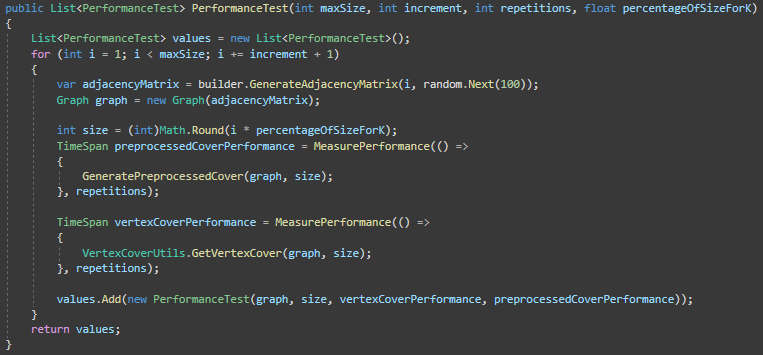 public List<PerformanceTest> PerformanceTest(int maxSize, int increment, int repetitions, float percentageOfSizeForK)
{
    List<PerformanceTest> values = new List<PerformanceTest>();
    for (int i = 1; i < maxSize; i += increment + 1)
    {
        var adjacencyMatrix = builder.GenerateAdjacencyMatrix(i, random.Next(100));
        Graph graph = new Graph(adjacencyMatrix);

        int size = (int)Math.Round(i * percentageOfSizeForK);
        TimeSpan preprocessedCoverPerformance = MeasurePerformance(() =>
        {
            GeneratePreprocessedCover(graph, size);
        }, repetitions);

        TimeSpan vertexCoverPerformance = MeasurePerformance(() =>
        {
            VertexCoverUtils.GetVertexCover(graph, size);
        }, repetitions);

        values.Add(new PerformanceTest(graph, size, vertexCoverPerformance, preprocessedCoverPerformance));
    }
    return values;
}